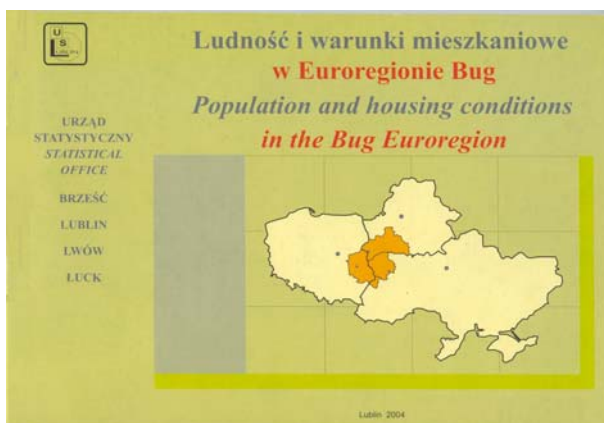 U
S
LUBLIN
Ludność i warunki mieszkaniowe
w Euroregionie Bug
Population and housing conditions
in the Bug Euroregion
URZĄD
STATYSTYCZNY
STATISTICAL
OFFICE
BRZEŚĆ
LUBLIN
LWÓW
ŁUCK
Lublin 2004